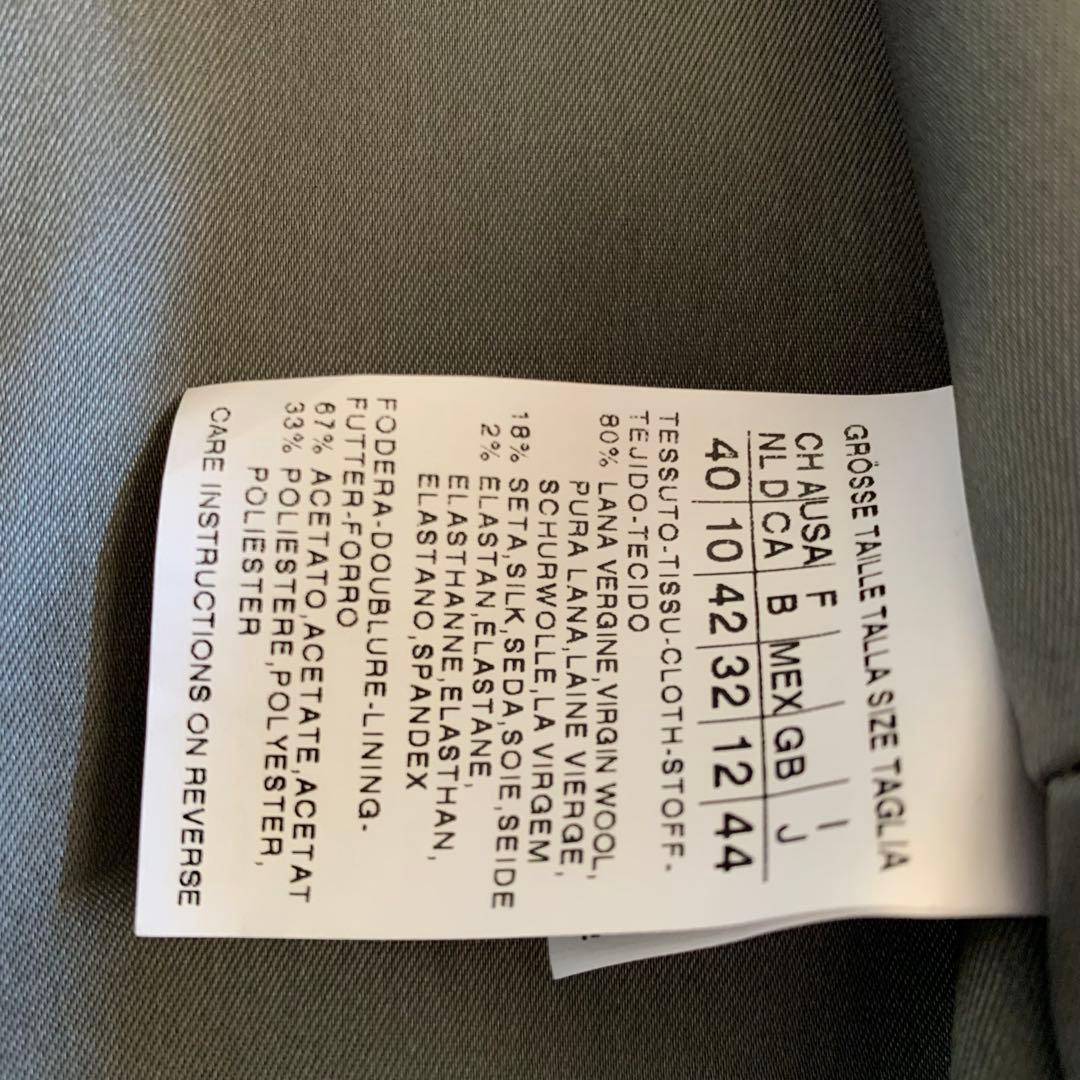 GRÖSSE TAILLE TALLA SIZE TAGLIA
CH A USA F I
NL D CA B MEX GB J
40 10 42 32 12 44
TESSUTO-TISSU-CLOTH-STOFF-
TEJIDO-TECIDO
80% LANA VERGINE,VIRGIN WOOL,
PURA LANA,LAINE VIERGE,
SCHURWOLLE,LA VIRGEM
18% SETA,SILK,SEDA,SOIE,SEIDE
2% ELASTAN,ELASTANE,
ELASTHANNE,ELASTHAN,
ELASTANO,SPANDEX
FODERA-DOUBLURE-LINING-
FUTTER-FORRO
67% ACETATO,ACETATE,ACETAT
33% POLIESTERE,POLYESTER,
POLIESTER
CARE INSTRUCTIONS ON REVERSE